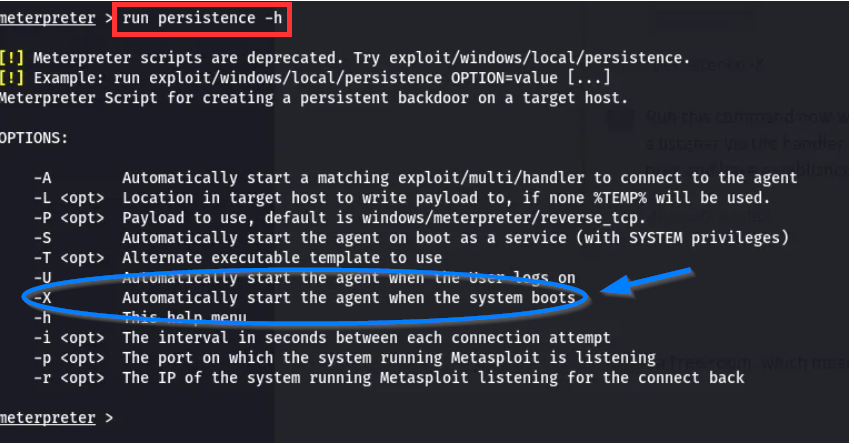 meterpreter > run persistence -h
[!] Meterpreter scripts are deprecated. Try exploit/windows/local/persistence.
[!] Example: run exploit/windows/local/persistence OPTION=value [...]
Meterpreter Script for creating a persistent backdoor on a target host.
OPTIONS:
-A Automatically start a matching exploit/multi/handler to connect to the agent
-L <opt> Location in target host to write payload to, if none %TEMP% will be used.
-P <opt> Payload to use, default is windows/meterpreter/reverse_tcp.
-S Automatically start the agent on boot as a service (with SYSTEM privileges)
-T <opt> Alternate executable template to use
-U Automatically start the agent when the User logs on
-X Automatically start the agent when the system boots
-h This help menu
-i <opt> The interval in seconds between each connection attempt
-p <opt> The port on which the system running Metasploit is listening
-r <opt> The IP of the system running Metasploit listening for the connect back
meterpreter >